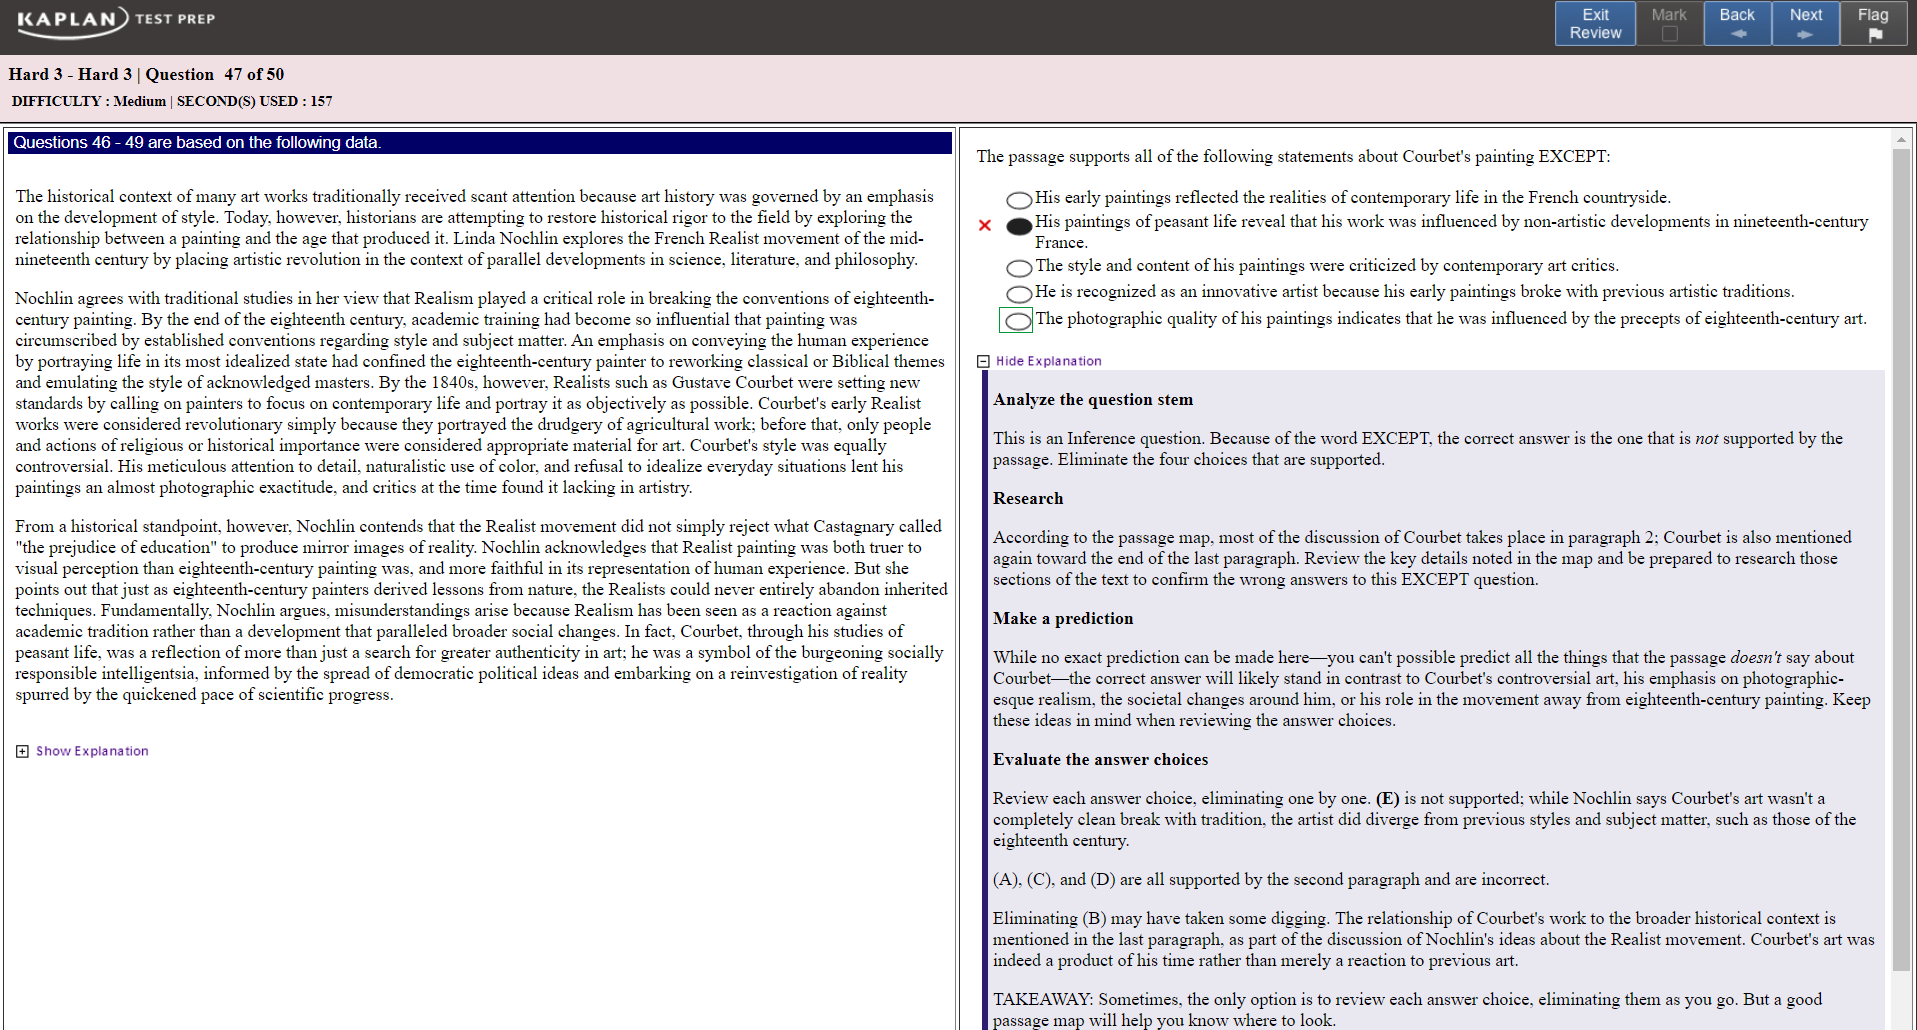 KAPLAN TEST PREP
Exit Review
Mark
Back
Next
Flag
Hard 3 - Hard 3 | Question 47 of 50
DIFFICULTY : Medium | SECOND(S) USED : 157
Questions 46 - 49 are based on the following data.
The historical context of many art works traditionally received scant attention because art history was governed by an emphasis
on the development of style. Today, however, historians are attempting to restore historical rigor to the field by exploring the
relationship between a painting and the age that produced it. Linda Nochlin explores the French Realist movement of the mid-
nineteenth century by placing artistic revolution in the context of parallel developments in science, literature, and philosophy.
Nochlin agrees with traditional studies in her view that Realism played a critical role in breaking the conventions of eighteenth-
century painting. By the end of the eighteenth century, academic training had become so influential that painting was
circumscribed by established conventions regarding style and subject matter. An emphasis on conveying the human experience
by portraying life in its most idealized state had confined the eighteenth-century painter to reworking classical or Biblical themes
and emulating the style of acknowledged masters. By the 1840s, however, Realists such as Gustave Courbet were setting new
standards by calling on painters to focus on contemporary life and portray it as objectively as possible. Courbet's early Realist
works were considered revolutionary simply because they portrayed the drudgery of agricultural work; before that, only people
and actions of religious or historical importance were considered appropriate material for art. Courbet's style was equally
controversial. His meticulous attention to detail, naturalistic use of color, and refusal to idealize everyday situations lent his
paintings an almost photographic exactitude, and critics at the time found it lacking in artistry.
From a historical standpoint, however, Nochlin contends that the Realist movement did not simply reject what Castagnary called
"the prejudice of education" to produce mirror images of reality. Nochlin acknowledges that Realist painting was both truer to
visual perception than eighteenth-century painting was, and more faithful in its representation of human experience. But she
points out that just as eighteenth-century painters derived lessons from nature, the Realists could never entirely abandon inherited
techniques. Fundamentally, Nochlin argues, misunderstandings arise because Realism has been seen as a reaction against
academic tradition rather than a development that paralleled broader social changes. In fact, Courbet, through his studies of
peasant life, was a reflection of more than just a search for greater authenticity in art; he was a symbol of the burgeoning socially
responsible intelligentsia, informed by the spread of democratic political ideas and embarking on a reinvestigation of reality
spurred by the quickened pace of scientific progress.
Show Explanation
The passage supports all of the following statements about Courbet's painting EXCEPT:
His early paintings reflected the realities of contemporary life in the French countryside.
His paintings of peasant life reveal that his work was influenced by non-artistic developments in nineteenth-century
France.
The style and content of his paintings were criticized by contemporary art critics.
He is recognized as an innovative artist because his early paintings broke with previous artistic traditions.
The photographic quality of his paintings indicates that he was influenced by the precepts of eighteenth-century art.
Hide Explanation
Analyze the question stem
This is an Inference question. Because of the word EXCEPT, the correct answer is the one that is not supported by the
passage. Eliminate the four choices that are supported.
Research
According to the passage map, most of the discussion of Courbet takes place in paragraph 2; Courbet is also mentioned
again toward the end of the last paragraph. Review the key details noted in the map and be prepared to research those
sections of the text to confirm the wrong answers to this EXCEPT question.
Make a prediction
While no exact prediction can be made here—you can't possible predict all the things that the passage doesn't say about
Courbet—the correct answer will likely stand in contrast to Courbet's controversial art, his emphasis on photographic-
esque realism, the societal changes around him, or his role in the movement away from eighteenth-century painting. Keep
these ideas in mind when reviewing the answer choices.
Evaluate the answer choices
Review each answer choice, eliminating one by one. (E) is not supported; while Nochlin says Courbet's art wasn't a
completely clean break with tradition, the artist did diverge from previous styles and subject matter, such as those of the
eighteenth century.
(A), (C), and (D) are all supported by the second paragraph and are incorrect.
Eliminating (B) may have taken some digging. The relationship of Courbet's work to the broader historical context is
mentioned in the last paragraph, as part of the discussion of Nochlin's ideas about the Realist movement. Courbet's art was
indeed a product of his time rather than merely a reaction to previous art.
TAKEAWAY: Sometimes, the only option is to review each answer choice, eliminating them as you go. But a good
passage map will help you know where to look.